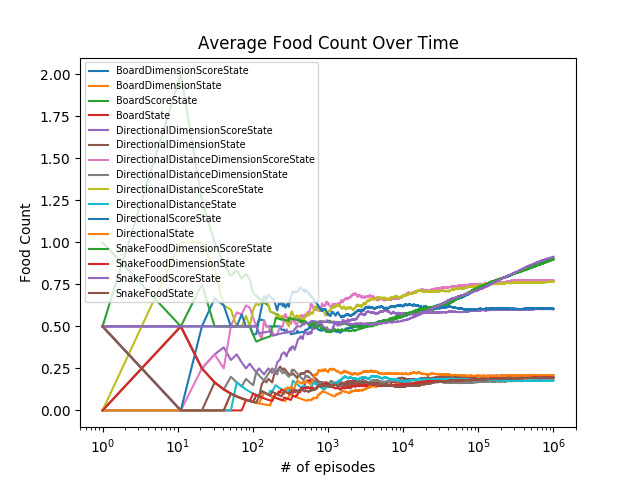 Average Food Count Over Time
Food Count
2.00
1.75
1.50
1.25
1.00
0.75
0.50
0.25
0.00
BoardDimensionScoreState
BoardDimensionState
BoardScoreState
BoardState
DirectionalDimensionScoreState
DirectionalDimensionState
DirectionalDistanceDimensionScoreState
DirectionalDistanceDimensionState
DirectionalDistanceScoreState
DirectionalDistanceState
DirectionalScoreState
DirectionalState
SnakeFoodDimensionScoreState
SnakeFoodDimensionState
SnakeFoodScoreState
SnakeFoodState
10⁰ 10¹ 10² 10³ 10⁴ 10⁵ 10⁶
# of episodes